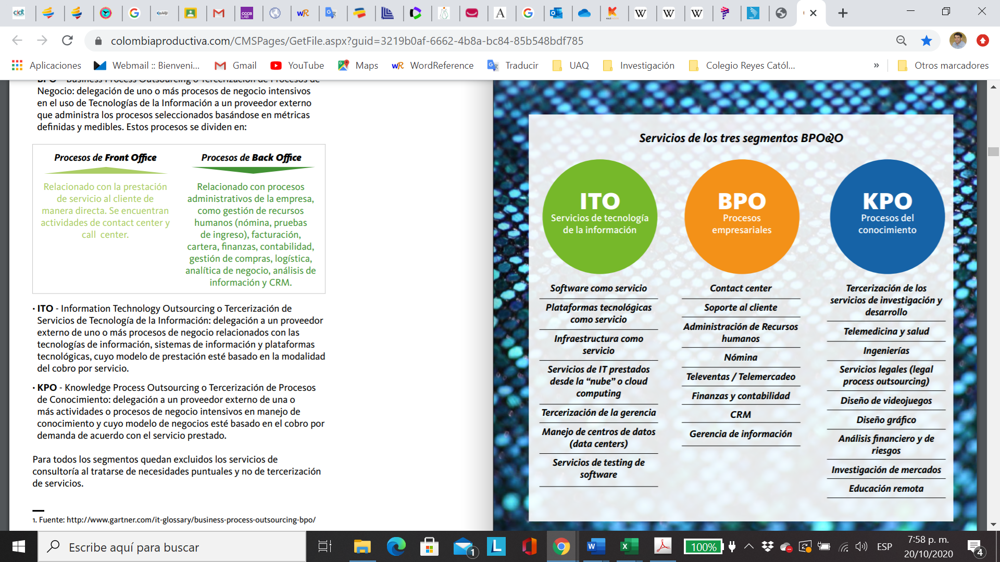 colombiaproductiva.com/CMSPages/GetFile.aspx?guid=3219b0af-6662-4b8a-bc84-85b548bdf785
Aplicaciones
Webmail :: Bienveni...
Gmail
YouTube
Maps
WordReference
Traducir
UAQ
Investigación
Colegio Reyes Catól...
»
Otros marcadores
BPO - Business Process Outsourcing o Tercerización de Procesos de
Negocio: delegación de uno o más procesos de negocio intensivos
en el uso de Tecnologías de la Información a un proveedor externo
que administra los procesos seleccionados basándose en métricas
definidas y medibles. Estos procesos se dividen en:
Procesos de Front Office
Relacionado con la prestación
de servicio al cliente de
manera directa. Se encuentran
actividades de contact center y
call center.
Procesos de Back Office
Relacionado con procesos
administrativos de la empresa,
como gestión de recursos
humanos (nómina, pruebas
de ingreso), facturación,
cartera, finanzas, contabilidad,
gestión de compras, logística,
analítica de negocio, análisis de
información y CRM.
· ITO - Information Technology Outsourcing o Tercerización de
Servicios de Tecnología de la Información: delegación a un proveedor
externo de uno o más procesos de negocio relacionados con las
tecnologías de información, sistemas de información y plataformas
tecnológicas, cuyo modelo de prestación esté basado en la modalidad
del cobro por servicio.
· KPO - Knowledge Process Outsourcing o Tercerización de Procesos
de Conocimiento: delegación a un proveedor externo de una o
más actividades o procesos de negocio intensivos en manejo de
conocimiento y cuyo modelo de negocios esté basado en el cobro por
demanda de acuerdo con el servicio prestado.
Para todos los segmentos quedan excluidos los servicios de
consultoría al tratarse de necesidades puntuales y no de tercerización
de servicios.
1. Fuente: http://www.gartner.com/it-glossary/business-process-outsourcing-bpo/
Servicios de los tres segmentos BPO&O
ITO
Servicios de tecnología
de la información
Software como servicio
Plataformas tecnológicas
como servicio
Infraestructura como
servicio
Servicios de IT prestados
desde la “nube” o cloud
computing
Tercerización de la gerencia
Manejo de centros de datos
(data centers)
Servicios de testing de
software
BPO
Procesos
empresariales
Contact center
Soporte al cliente
Administración de Recursos
humanos
Nómina
Televentas / Telemercadeo
Finanzas y contabilidad
CRM
Gerencia de información
KPO
Procesos del
conocimiento
Tercerización de los
servicios de investigación y
desarrollo
Telemedicina y salud
Ingenierías
Servicios legales (legal
process outsourcing)
Diseño de videojuegos
Diseño gráfico
Análisis financiero y de
riesgos
Investigación de mercados
Educación remota
Escribe aquí para buscar
1
100%
ESP
7:58 p. m.
20/10/2020
4